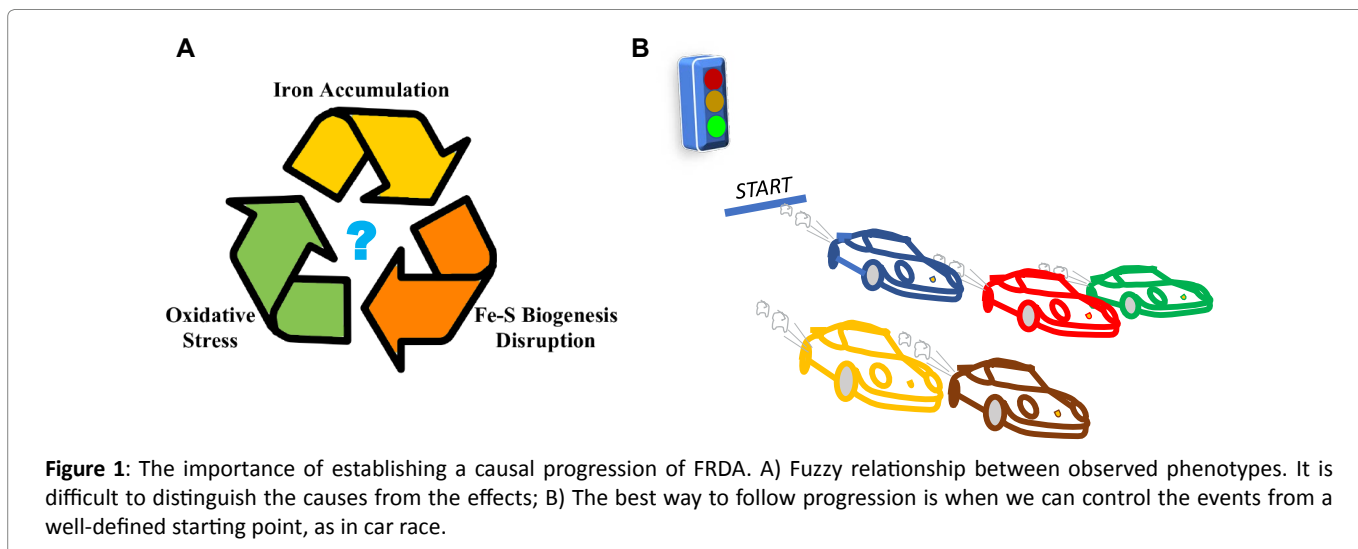 A
Iron Accumulation
?
Oxidative
Stress
Fe-S Biogenesis
Disruption
B
START
Figure 1: The importance of establishing a causal progression of FRDA. A) Fuzzy relationship between observed phenotypes. It is
difficult to distinguish the causes from the effects; B) The best way to follow progression is when we can control the events from a
well-defined starting point, as in car race.